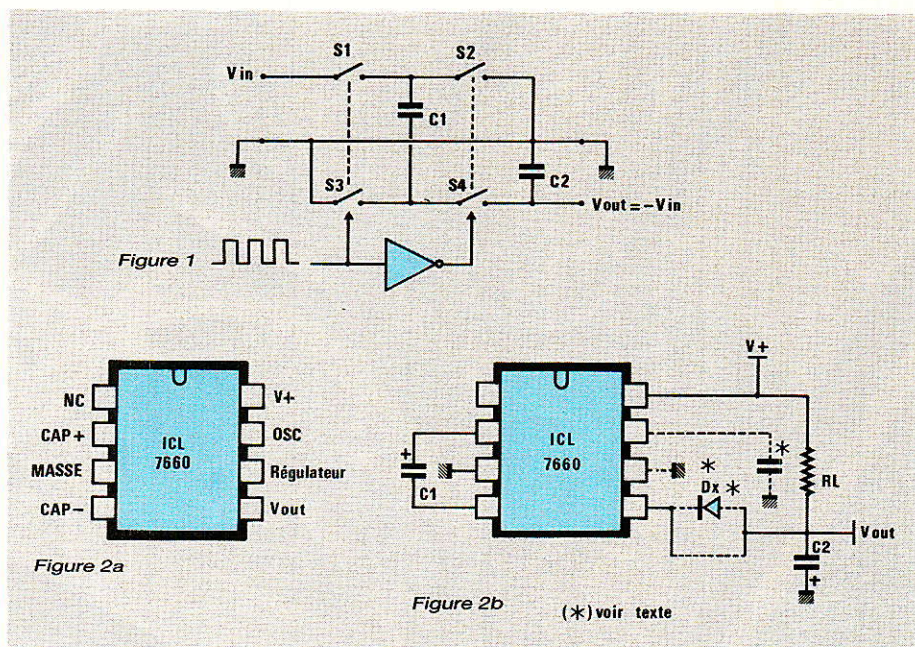 S1
S2
Vin
C1
S3
S4
C2
Vout=-Vin
Figure 1
NC
CAP+
MASSE
CAP-
ICL
7660
V+
OSC
Régulateur
Vout
Figure 2a
V+
ICL
7660
+
C1
*
*
Dx *
RL
Vout
C2
+
Figure 2b
(*) voir texte